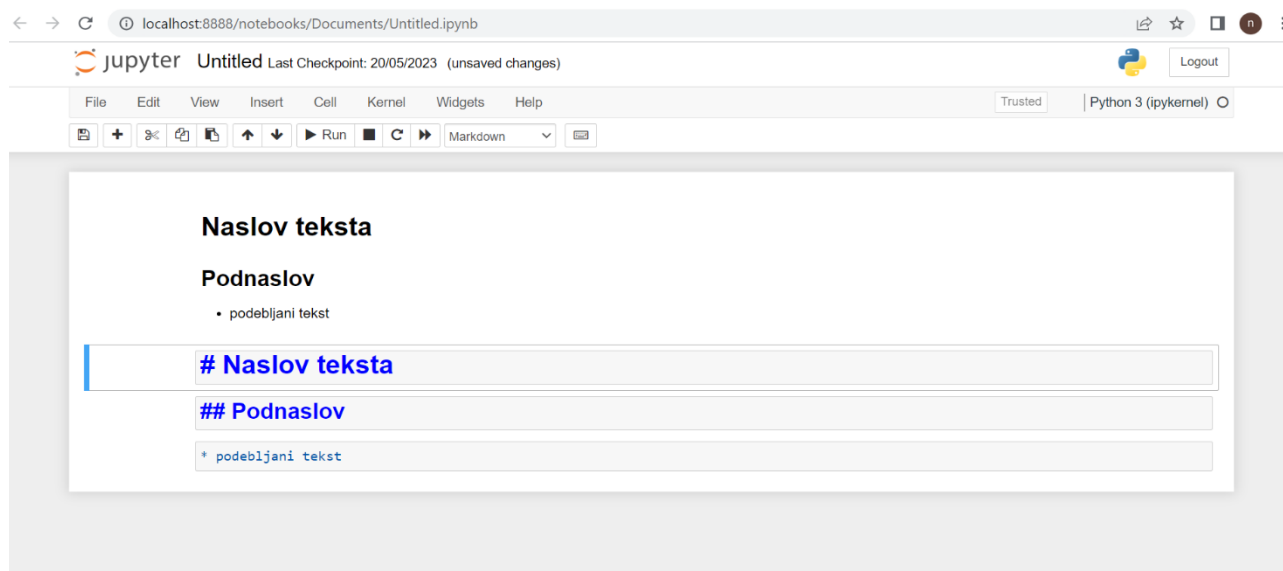 localhost:8888/notebooks/Documents/Untitled.ipynb
n
jupyter Untitled Last Checkpoint: 20/05/2023 (unsaved changes)
Logout
File Edit View Insert Cell Kernel Widgets Help
Trusted Python 3 (ipykernel)
Run Markdown
Naslov teksta
Podnaslov
• podebljani tekst
# Naslov teksta
## Podnaslov
* podebljani tekst